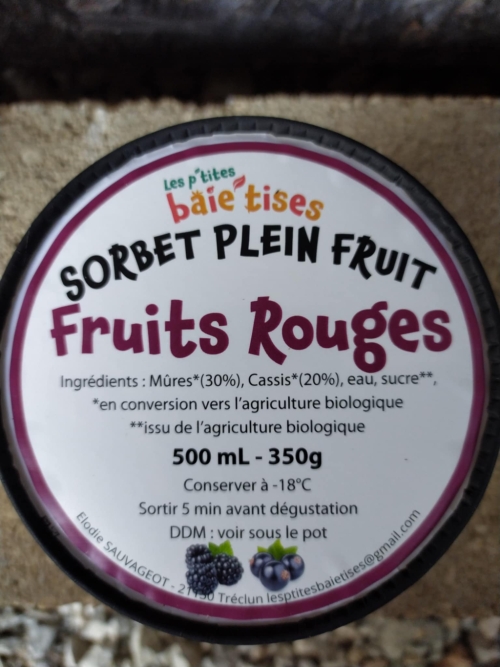 Les p'tites
baie tises
SORBET PLEIN FRUIT
Fruits Rouges
Ingrédients : Mûres*(30%), Cassis*(20%), eau, sucre**,
*en conversion vers l'agriculture biologique
**issu de l'agriculture biologique
500 mL - 350g
Conserver à -18°C
Sortir 5 min avant dégustation
DDM : voir sous le pot
Elodie SAUVAGEOT - 21130 Tréclun lesptitesbaietises@gmail.com